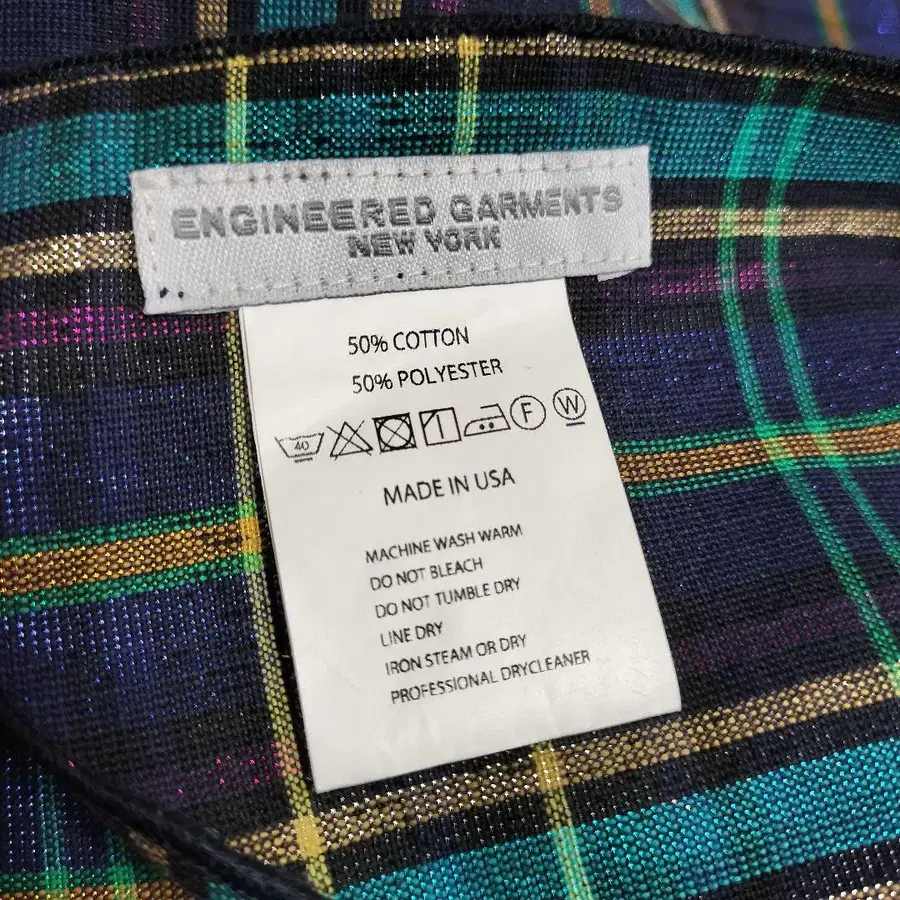 ENGINEERED GARMENTS
NEW YORK
50% COTTON
50% POLYESTER
40 F W
MADE IN USA
MACHINE WASH WARM
DO NOT BLEACH
DO NOT TUMBLE DRY
LINE DRY
IRON STEAM OR DRY
PROFESSIONAL DRYCLEANER